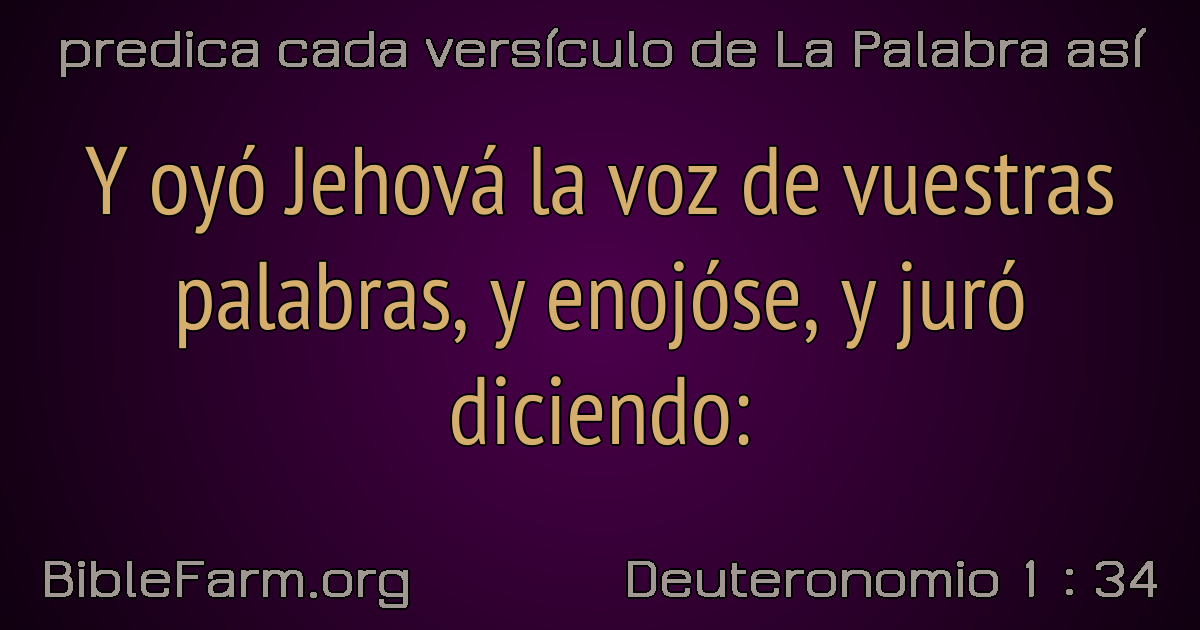 predica cada versículo de La Palabra así
Y oyó Jehová la voz de vuestras
palabras, y enojóse, y juró
diciendo:
BibleFarm.org
Deuteronomio 1 : 34